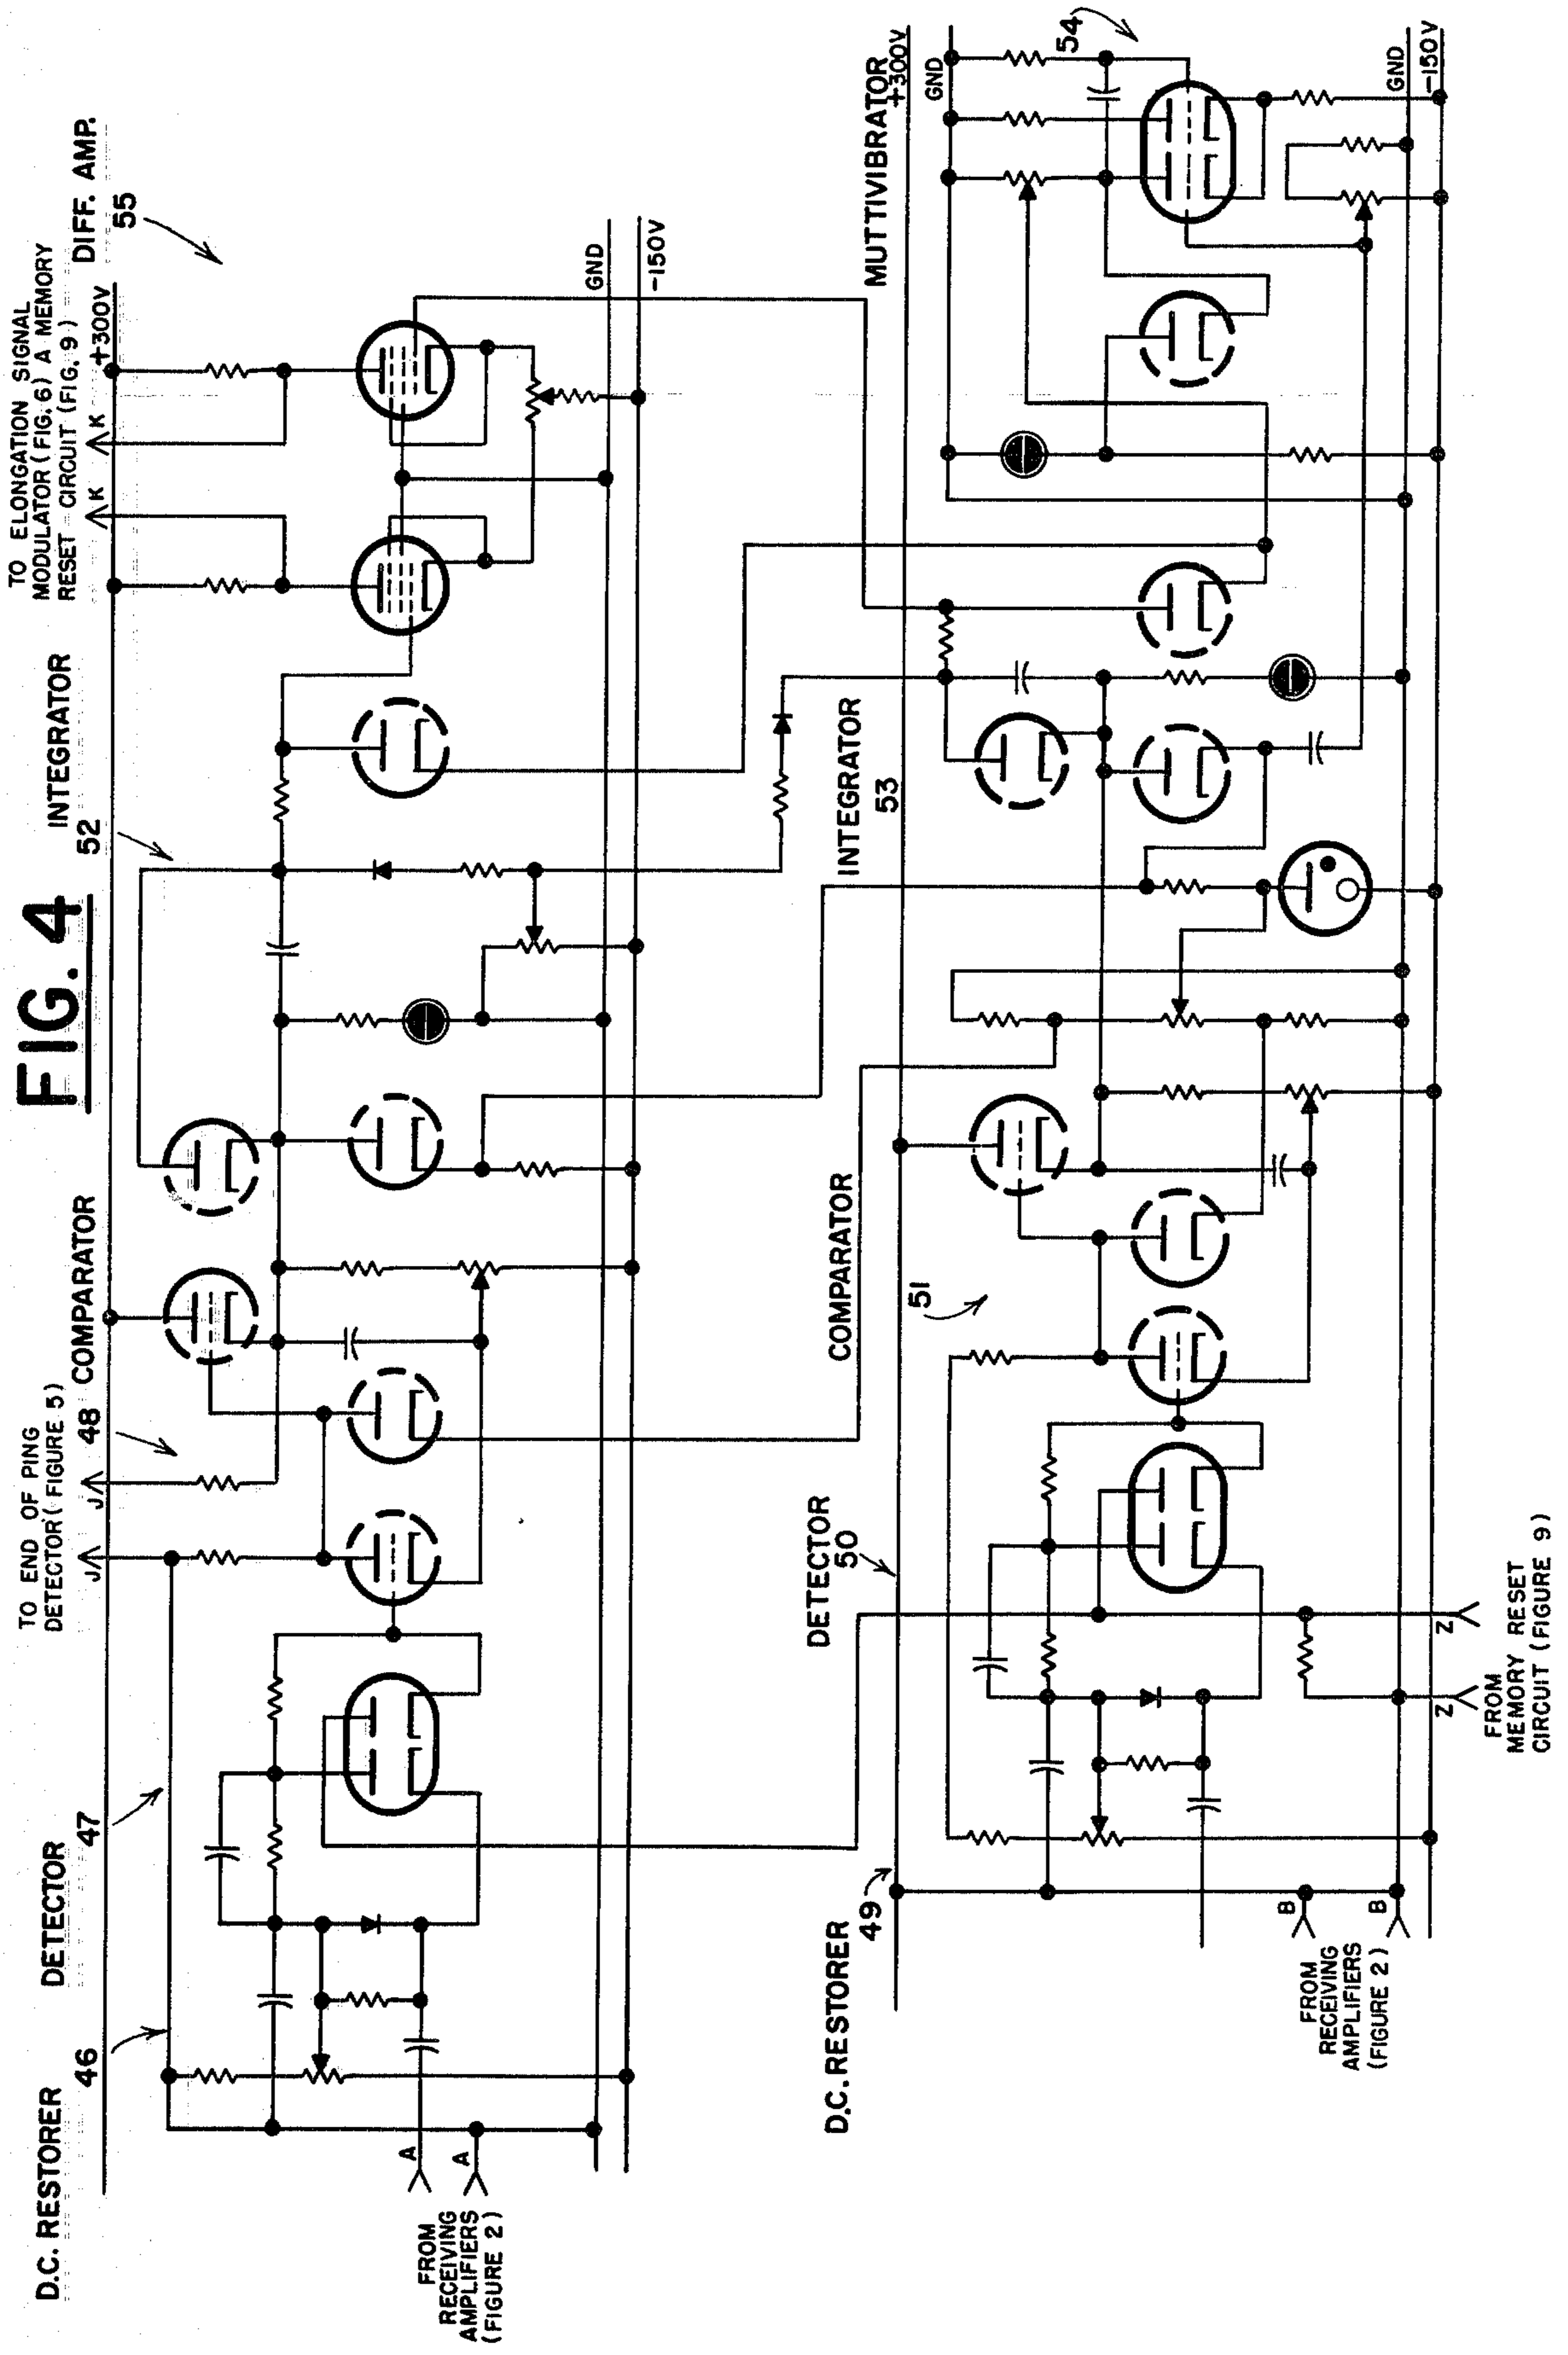 FIG. 4
D.C. RESTORER
46
DETECTOR
47
TO END OF PING
DETECTOR (FIGURE 5)
48
COMPARATOR
INTEGRATOR
52
TO ELONGATION SIGNAL
MODULATOR (FIG. 6) A MEMORY
RESET CIRCUIT (FIG. 9)
DIFF. AMP.
55
J
J
K
K
+300V
GND
-150V
A
A
FROM
RECEIVING
AMPLIFIERS
(FIGURE 2)
D.C. RESTORER
49
DETECTOR
50
COMPARATOR
51
INTEGRATOR
53
MUTTIVIBRATOR
+300V
GND
54
GND
-150V
B
B
FROM
RECEIVING
AMPLIFIERS
(FIGURE 2)
Z
Z
FROM
MEMORY RESET
CIRCUIT (FIGURE 9)